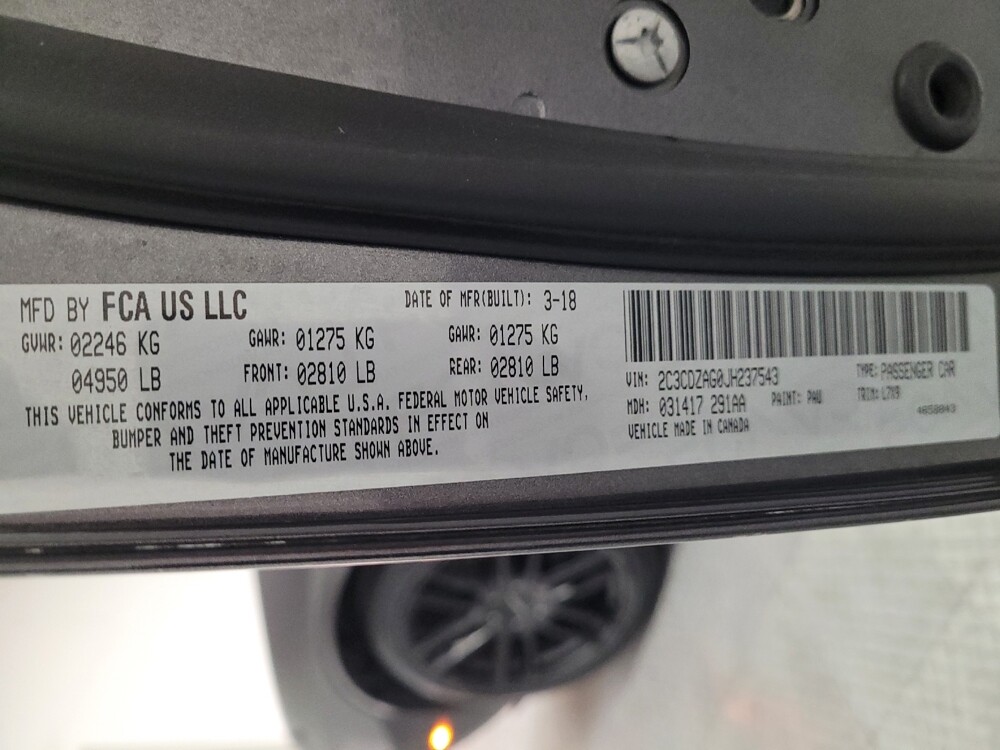 MFD BY FCA US LLC
DATE OF MFR(BUILT): 3-18
GVWR: 02246 KG
GAWR: 01275 KG
GAWR: 01275 KG
04950 LB
FRONT: 02810 LB
REAR: 02810 LB
THIS VEHICLE CONFORMS TO ALL APPLICABLE U.S.A. FEDERAL MOTOR VEHICLE SAFETY,
BUMPER AND THEFT PREVENTION STANDARDS IN EFFECT ON
THE DATE OF MANUFACTURE SHOWN ABOVE.
VIN: 2C3CDZAG0JH237543
TYPE: PASSENGER CAR
MDH: 031417 291AA
PAINT: PAU
TRIM: L7X9
VEHICLE MADE IN CANADA